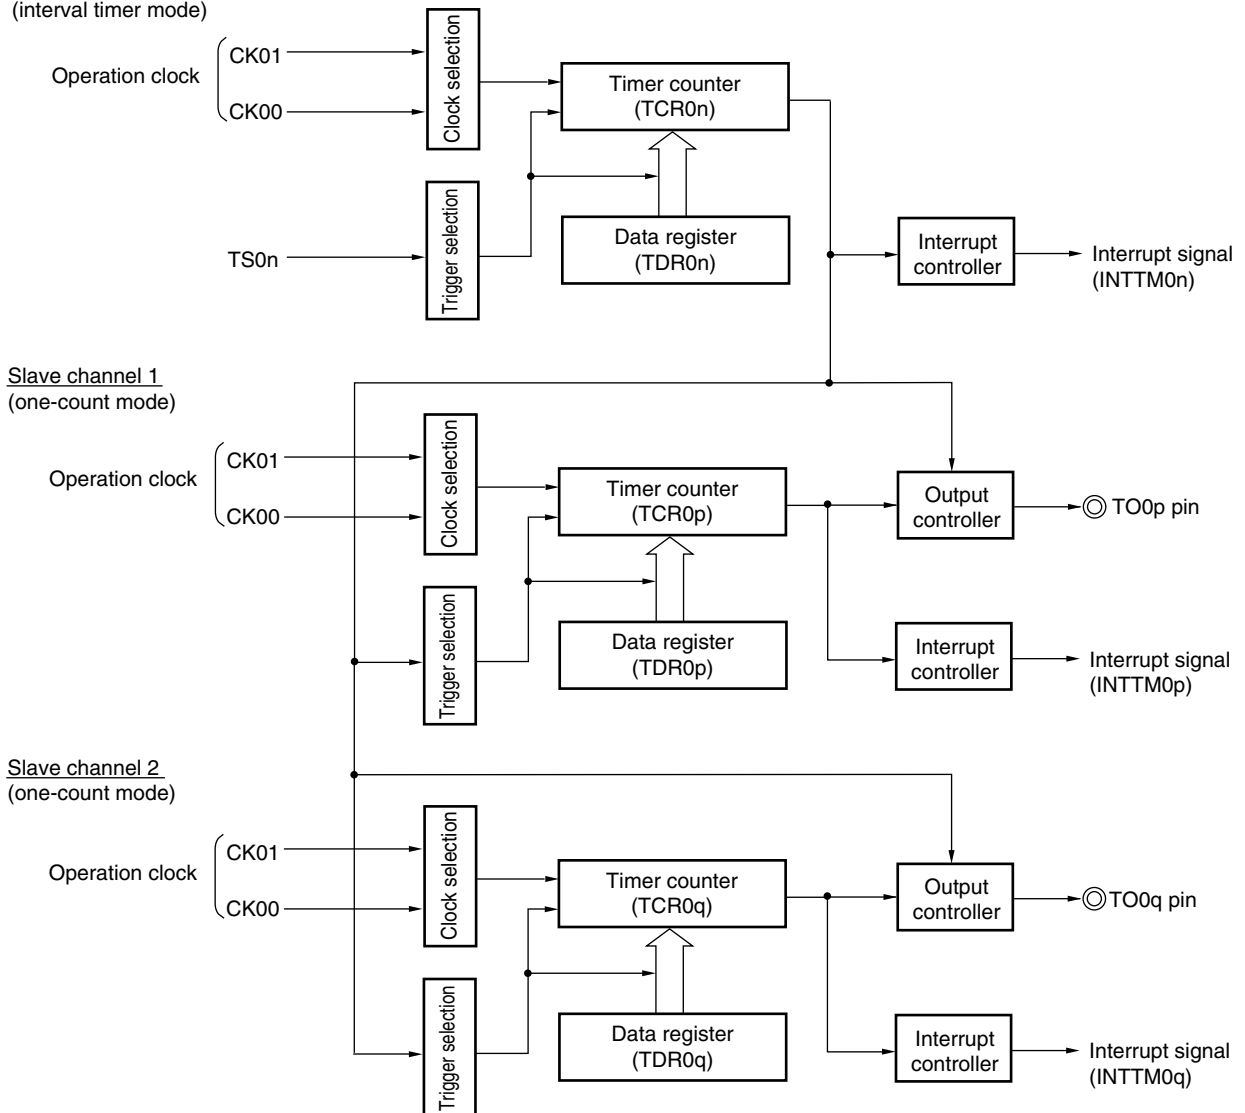 (interval timer mode)
Operation clock
CK01
CK00
Clock selection
Timer counter
(TCR0n)
TS0n
Trigger selection
Data register
(TDR0n)
Interrupt
controller
Interrupt signal
(INTTM0n)
Slave channel 1
(one-count mode)
Operation clock
CK01
CK00
Clock selection
Timer counter
(TCR0p)
Output
controller
TO0p pin
Trigger selection
Data register
(TDR0p)
Interrupt
controller
Interrupt signal
(INTTM0p)
Slave channel 2
(one-count mode)
Operation clock
CK01
CK00
Clock selection
Timer counter
(TCR0q)
Output
controller
TO0q pin
Trigger selection
Data register
(TDR0q)
Interrupt
controller
Interrupt signal
(INTTM0q)